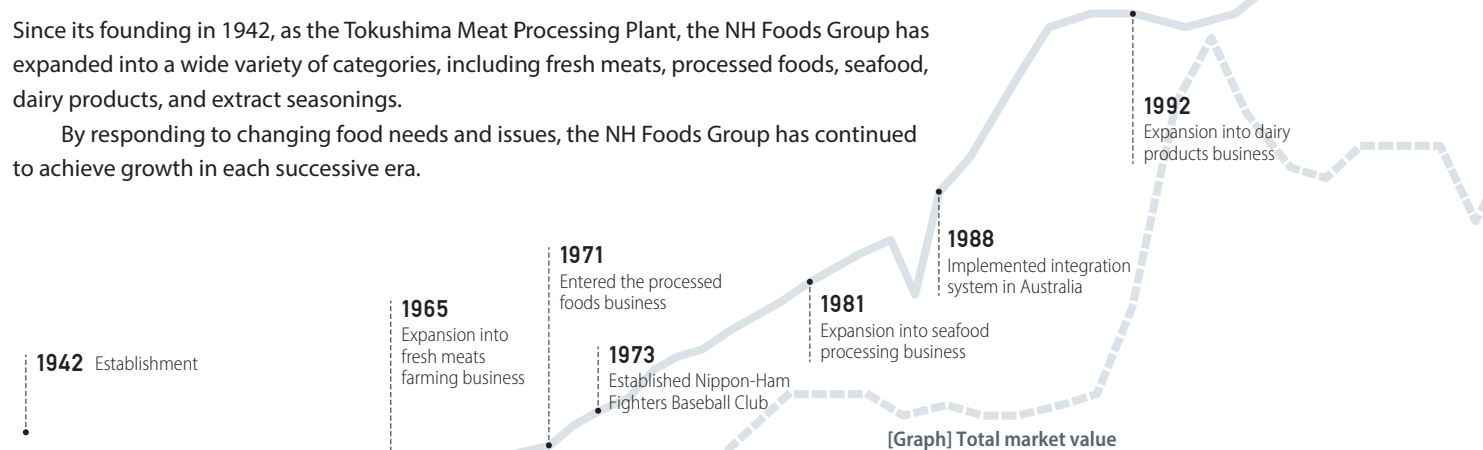 Since its founding in 1942, as the Tokushima Meat Processing Plant, the NH Foods Group has
expanded into a wide variety of categories, including fresh meats, processed foods, seafood,
dairy products, and extract seasonings.
By responding to changing food needs and issues, the NH Foods Group has continued
to achieve growth in each successive era.
1942 Establishment
1965
Expansion into
fresh meats
farming business
1971
Entered the processed
foods business
1973
Established Nippon-Ham
Fighters Baseball Club
1981
Expansion into seafood
processing business
1988
Implemented integration
system in Australia
1992
Expansion into dairy
products business
[Graph] Total market value